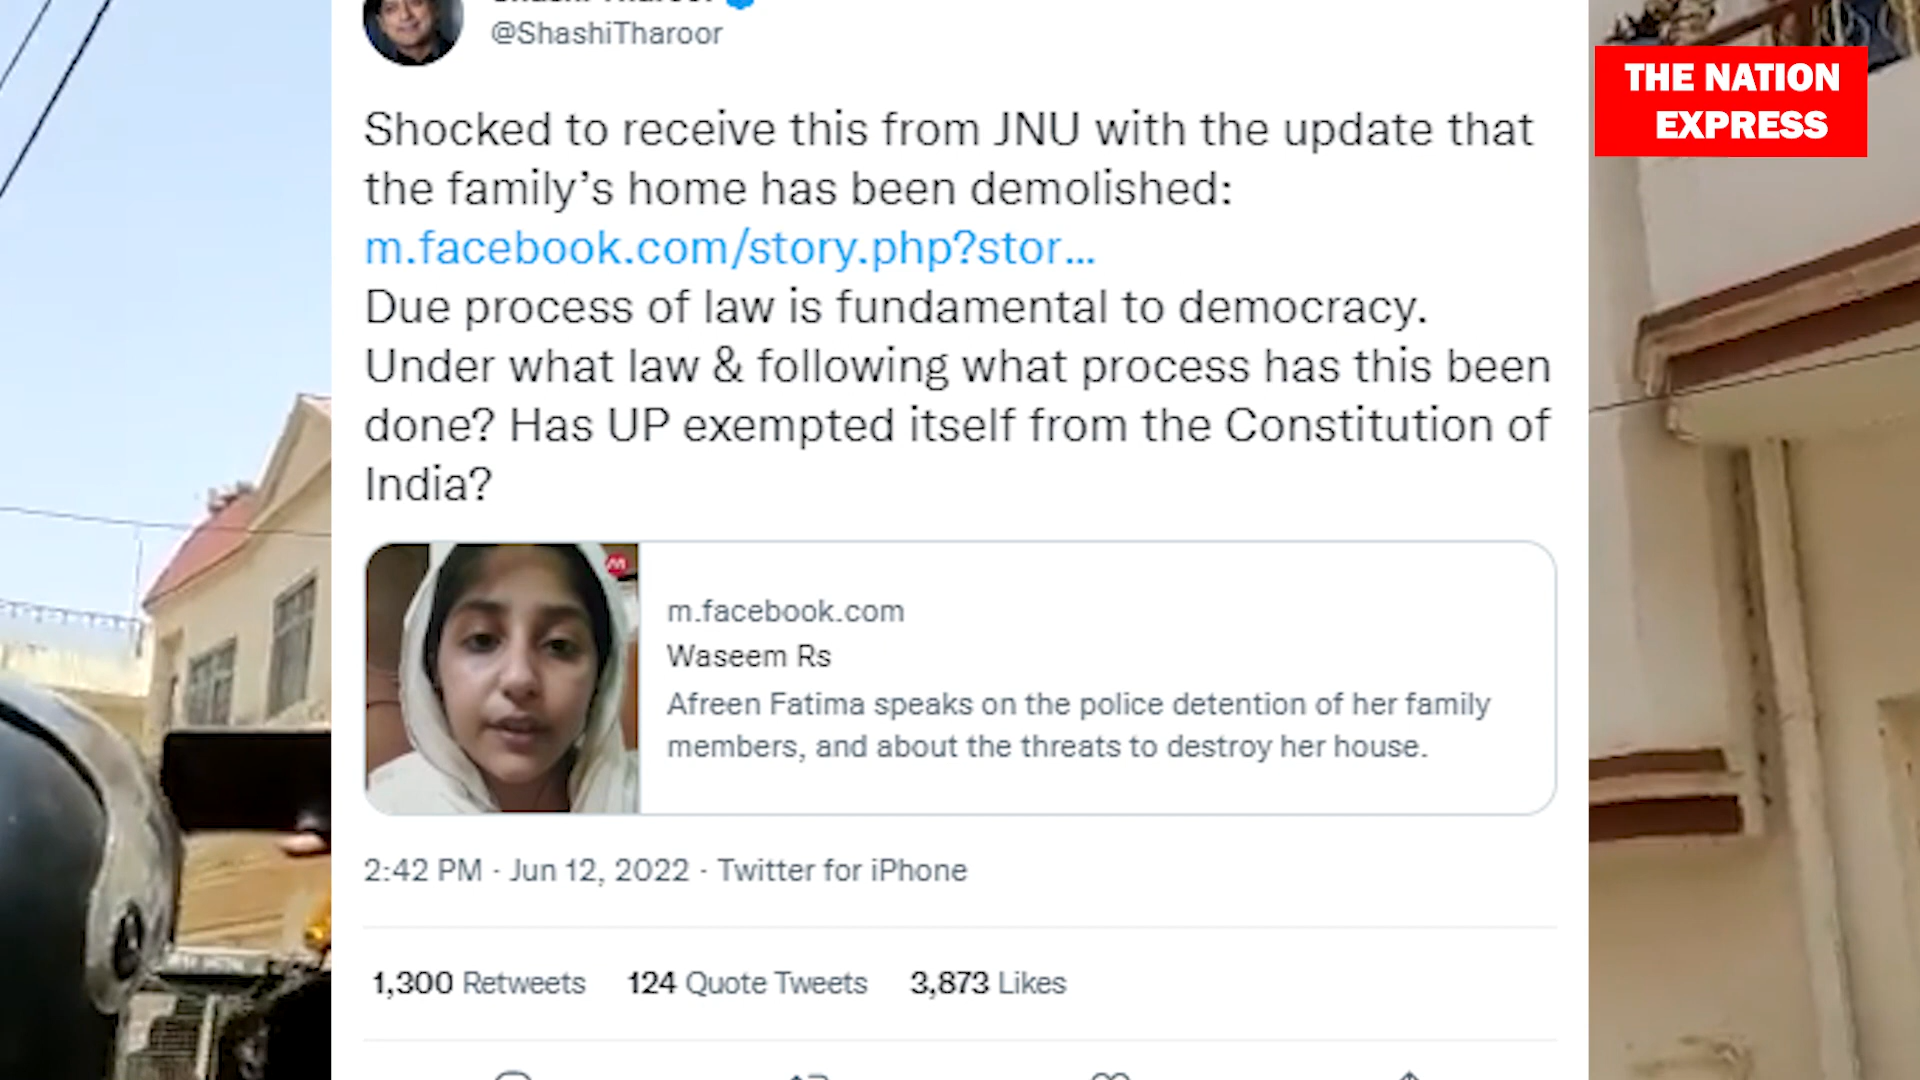 @ShashiTharoor
THE NATION
EXPRESS
Shocked to receive this from JNU with the update that
the family’s home has been demolished:
m.facebook.com/story.php?stor...
Due process of law is fundamental to democracy.
Under what law & following what process has this been
done? Has UP exempted itself from the Constitution of
India?
m.facebook.com
Waseem Rs
Afreen Fatima speaks on the police detention of her family
members, and about the threats to destroy her house.
2:42 PM · Jun 12, 2022 · Twitter for iPhone
1,300 Retweets 124 Quote Tweets 3,873 Likes